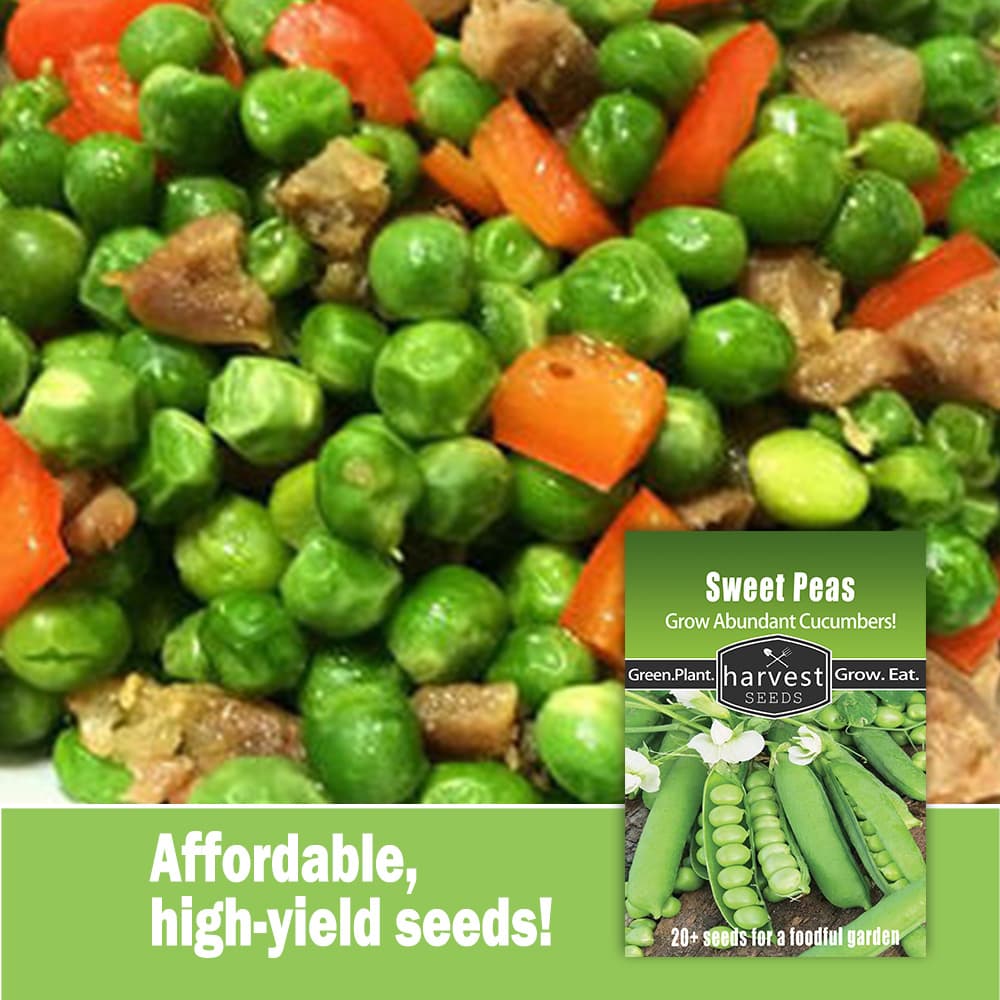 Sweet Peas
Grow Abundant Cucumbers!
Green.Plant. harvest Grow. Eat.
SEEDS
20+ seeds for a foodful garden
Affordable,
high-yield seeds!